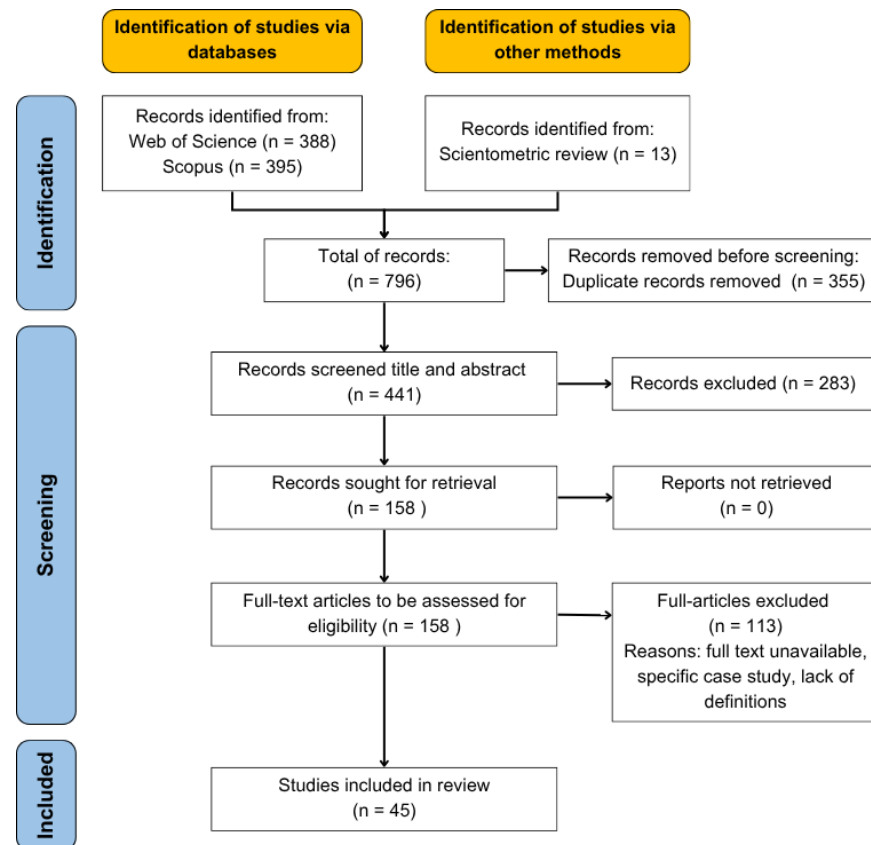 Identification of studies via
databases
Identification of studies via
other methods
Identification
Records identified from:
Web of Science (n = 388)
Scopus (n = 395)
Records identified from:
Scientometric review (n = 13)
Total of records:
(n = 796)
Records removed before screening:
Duplicate records removed (n = 355)
Screening
Records screened title and abstract
(n = 441)
Records excluded (n = 283)
Records sought for retrieval
(n = 158 )
Reports not retrieved
(n = 0)
Full-text articles to be assessed for
eligibility (n = 158 )
Full-articles excluded
(n = 113)
Reasons: full text unavailable,
specific case study, lack of
definitions
Included
Studies included in review
(n = 45)